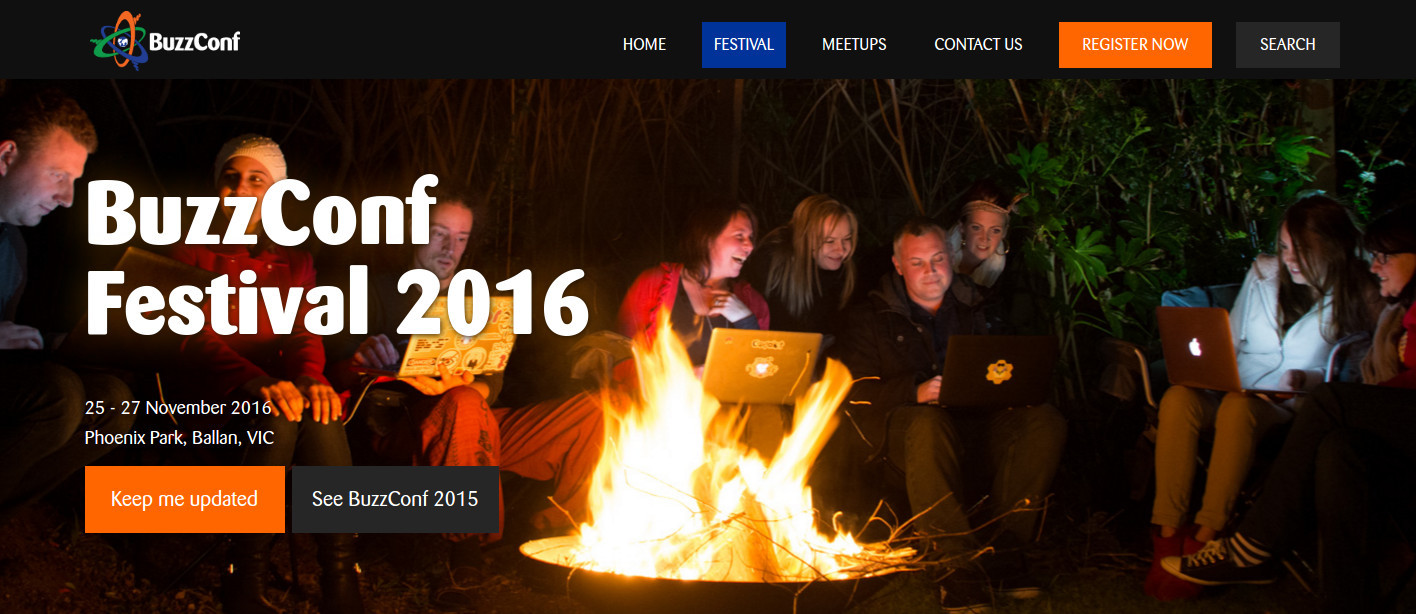 BuzzConf
HOME
FESTIVAL
MEETUPS
CONTACT US
REGISTER NOW
SEARCH
BuzzConf
Festival 2016
25 - 27 November 2016
Phoenix Park, Ballan, VIC
Keep me updated
See BuzzConf 2015